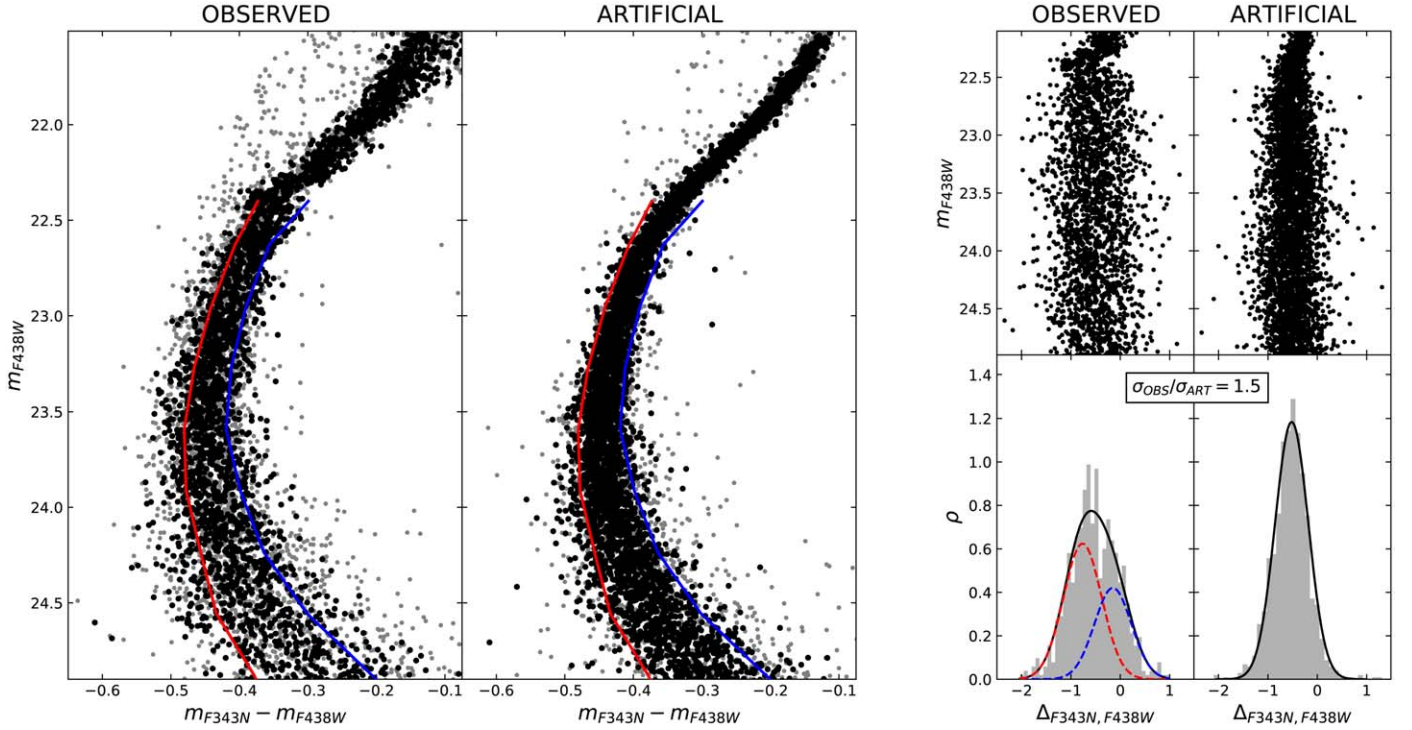 OBSERVED
ARTIFICIAL
22.0
22.5
23.0
23.5
24.0
24.5
m_F438W
−0.6 −0.5 −0.4 −0.3 −0.2 −0.1
−0.6 −0.5 −0.4 −0.3 −0.2 −0.1
m_F343N − m_F438W
m_F343N − m_F438W
OBSERVED
ARTIFICIAL
22.5
23.0
23.5
24.0
24.5
m_F438W
σ_OBS/σ_ART = 1.5
1.4
1.2
1.0
0.8
0.6
0.4
0.2
0.0
ρ
−2 −1 0 1
−2 −1 0 1
Δ_F343N, F438W
Δ_F343N, F438W